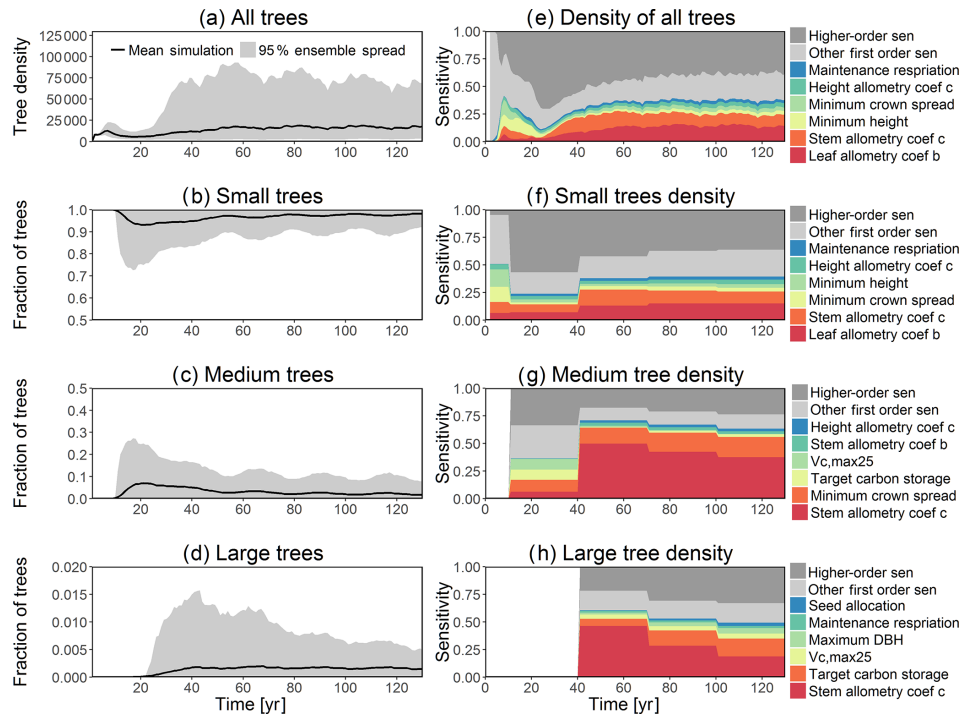 (a) All trees
Tree density
125 000
100 000
75 000
50 000
25 000
0
Mean simulation
95 % ensemble spread
20 40 60 80 100 120
(e) Density of all trees
Sensitivity
1.00
0.75
0.50
0.25
0.00
0 20 40 60 80 100 120
Higher-order sen
Other first order sen
Maintenance respriation
Height allometry coef c
Minimum crown spread
Minimum height
Stem allometry coef c
Leaf allometry coef b
(b) Small trees
Fraction of trees
1.0
0.9
0.8
0.7
0.6
0.5
20 40 60 80 100 120
(f) Small trees density
Sensitivity
1.00
0.75
0.50
0.25
0.00
0 20 40 60 80 100 120
Higher-order sen
Other first order sen
Maintenance respriation
Height allometry coef c
Minimum height
Minimum crown spread
Stem allometry coef c
Leaf allometry coef b
(c) Medium trees
Fraction of trees
0.5
0.4
0.3
0.2
0.1
0.0
20 40 60 80 100 120
(g) Medium tree density
Sensitivity
1.00
0.75
0.50
0.25
0.00
0 20 40 60 80 100 120
Higher-order sen
Other first order sen
Height allometry coef c
Stem allometry coef b
Vc,max25
Target carbon storage
Minimum crown spread
Stem allometry coef c
(d) Large trees
Fraction of trees
0.020
0.015
0.010
0.005
0.000
20 40 60 80 100 120
Time [yr]
(h) Large tree density
Sensitivity
1.00
0.75
0.50
0.25
0.00
0 20 40 60 80 100 120
Time [yr]
Higher-order sen
Other first order sen
Seed allocation
Maintenance respriation
Maximum DBH
Vc,max25
Target carbon storage
Stem allometry coef c